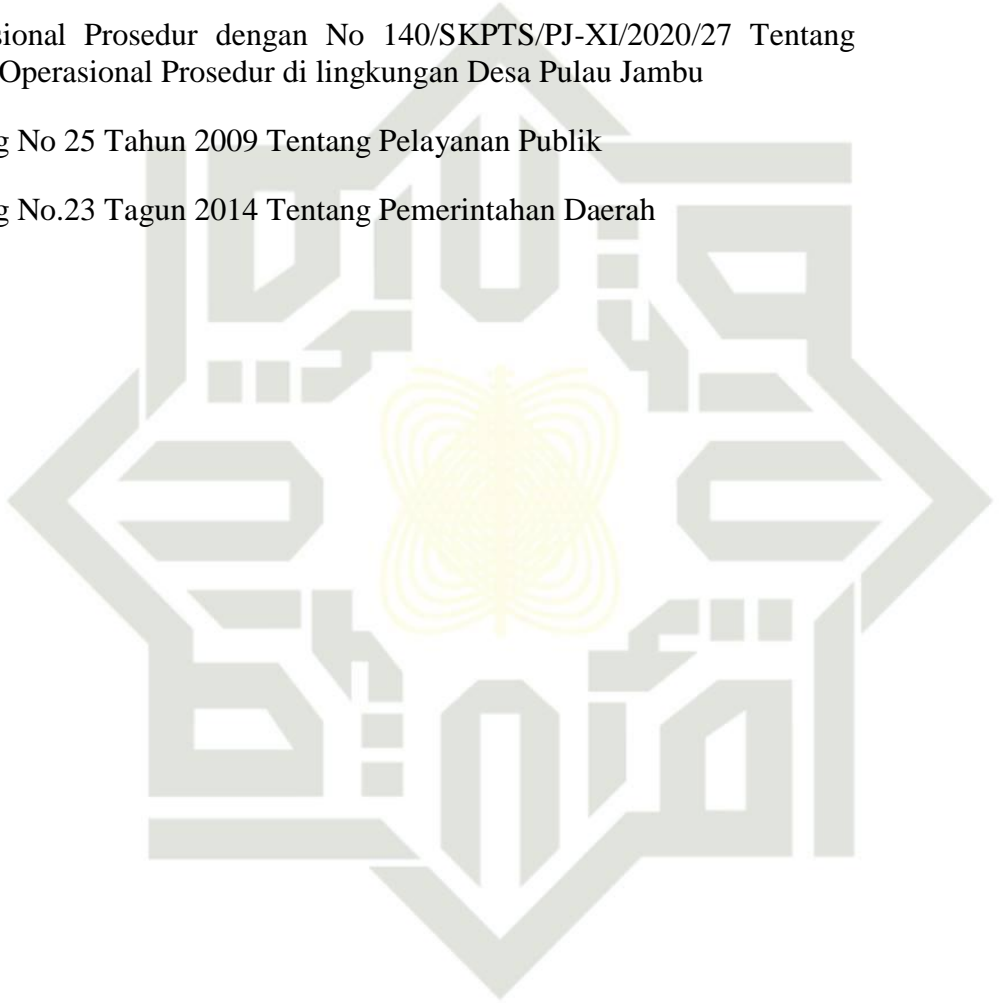 sional Prosedur dengan No 140/SKPTS/PJ-XI/2020/27 Tentang
Operasional Prosedur di lingkungan Desa Pulau Jambu
g No 25 Tahun 2009 Tentang Pelayanan Publik
g No.23 Tagun 2014 Tentang Pemerintahan Daerah